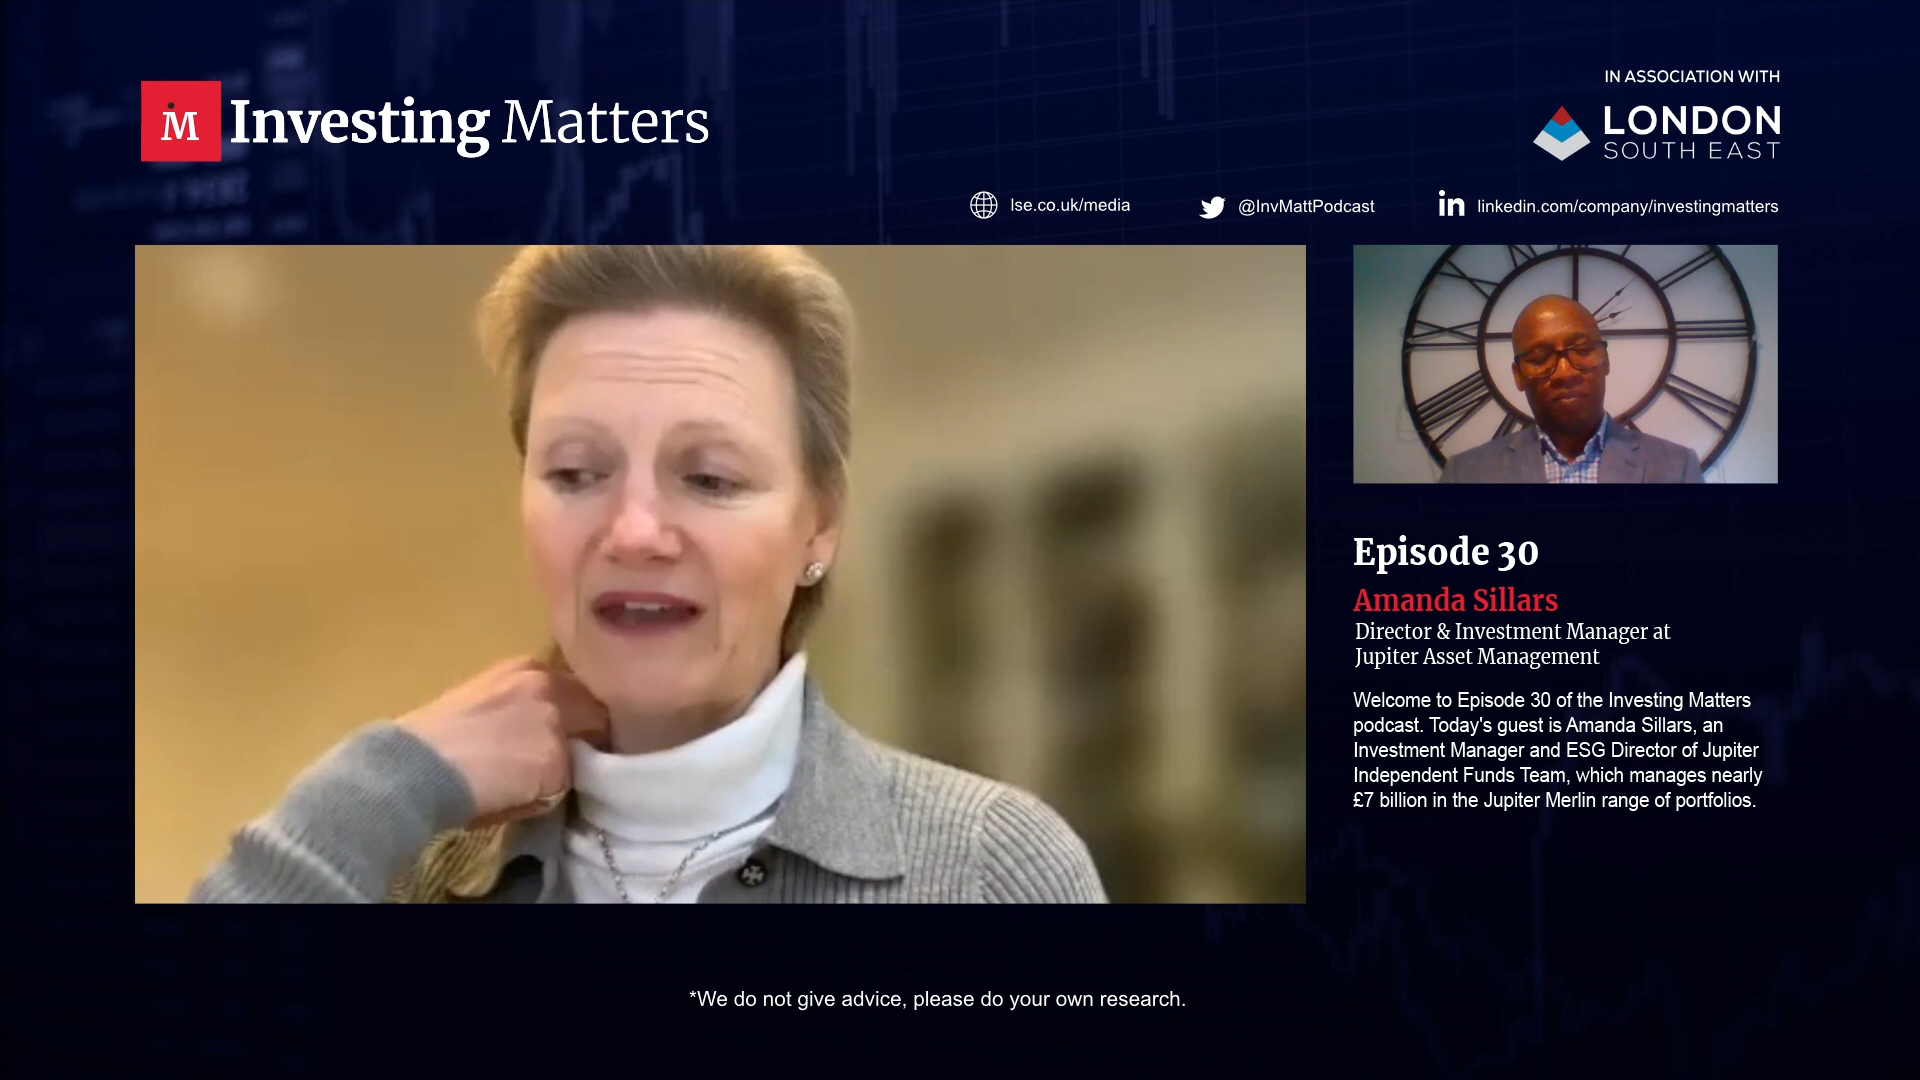 M
Investing Matters
IN ASSOCIATION WITH
LONDON
SOUTH EAST
lse.co.uk/media
@InvMattPodcast
in
linkedin.com/company/investingmatters
Episode 30
Amanda Sillars
Director & Investment Manager at
Jupiter Asset Management
Welcome to Episode 30 of the Investing Matters
podcast. Today's guest is Amanda Sillars, an
Investment Manager and ESG Director of Jupiter
Independent Funds Team, which manages nearly
£7 billion in the Jupiter Merlin range of portfolios.
*We do not give advice, please do your own research.